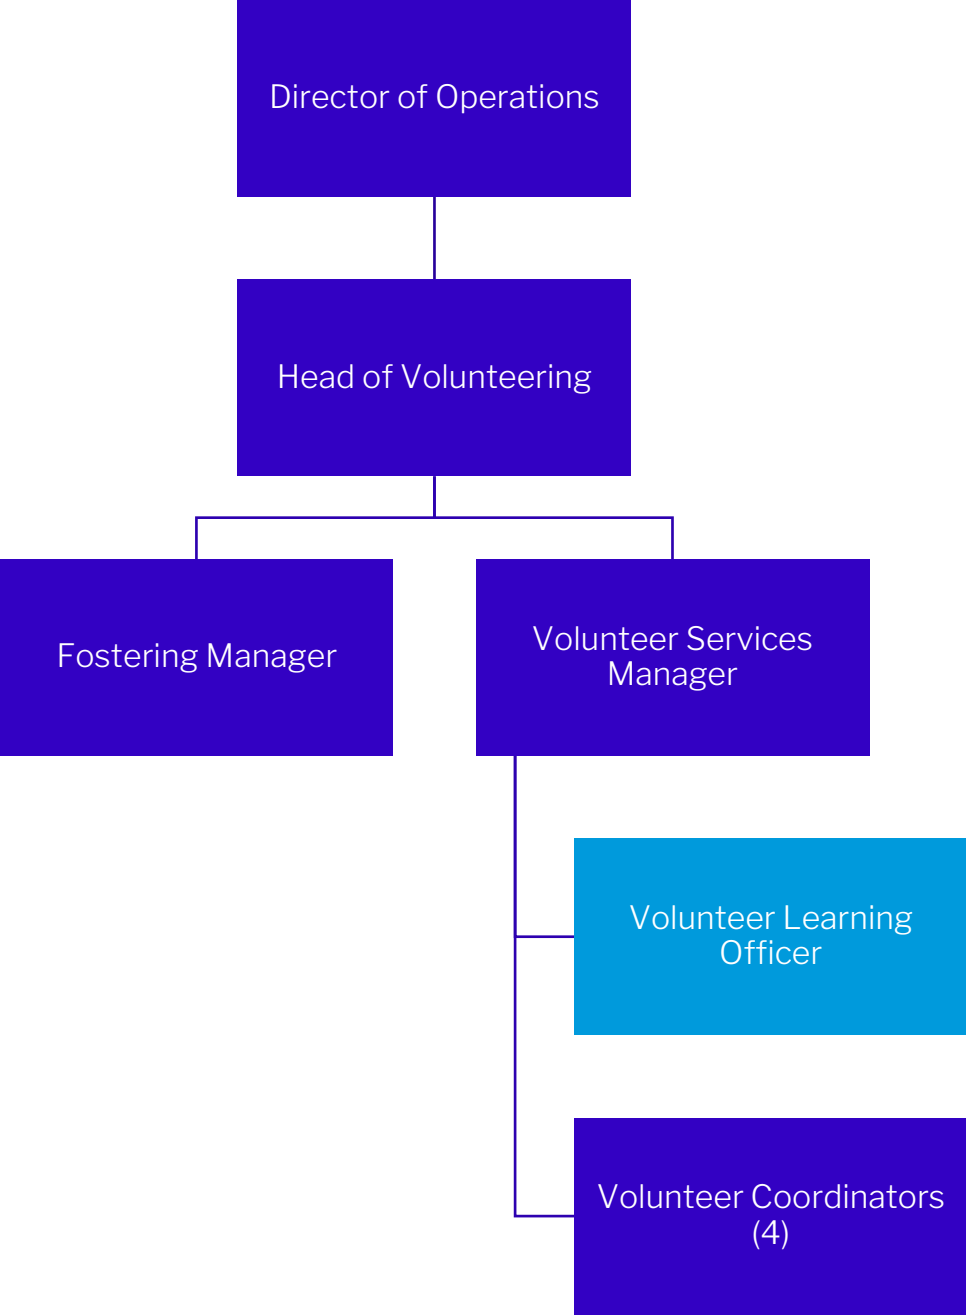 Director of Operations
Head of Volunteering
Fostering Manager
Volunteer Services
Manager
Volunteer Learning
Officer
Volunteer Coordinators
(4)